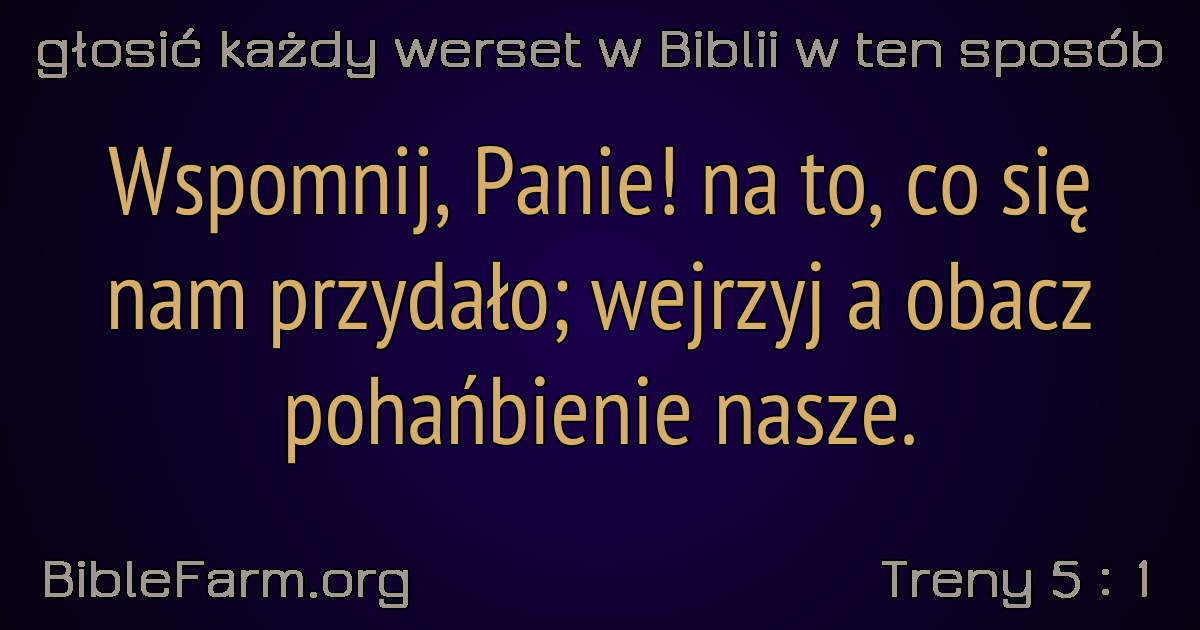 głosić każdy werset w Biblii w ten sposób
Wspomnij, Panie! na to, co się
nam przydało; wejrzyj a obacz
pohańbienie nasze.
BibleFarm.org
Treny 5 : 1